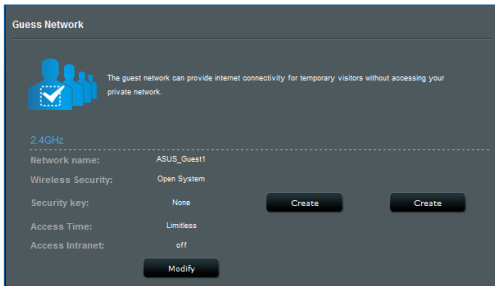 Guess Network
The guest network can provide internet connectivity for temporary visitors without accessing your
private network.
2.4GHz
Network name: ASUS_Guest1
Wireless Security: Open System
Security key: None Create Create
Access Time: Limitless
Access Intranet: off
Modify